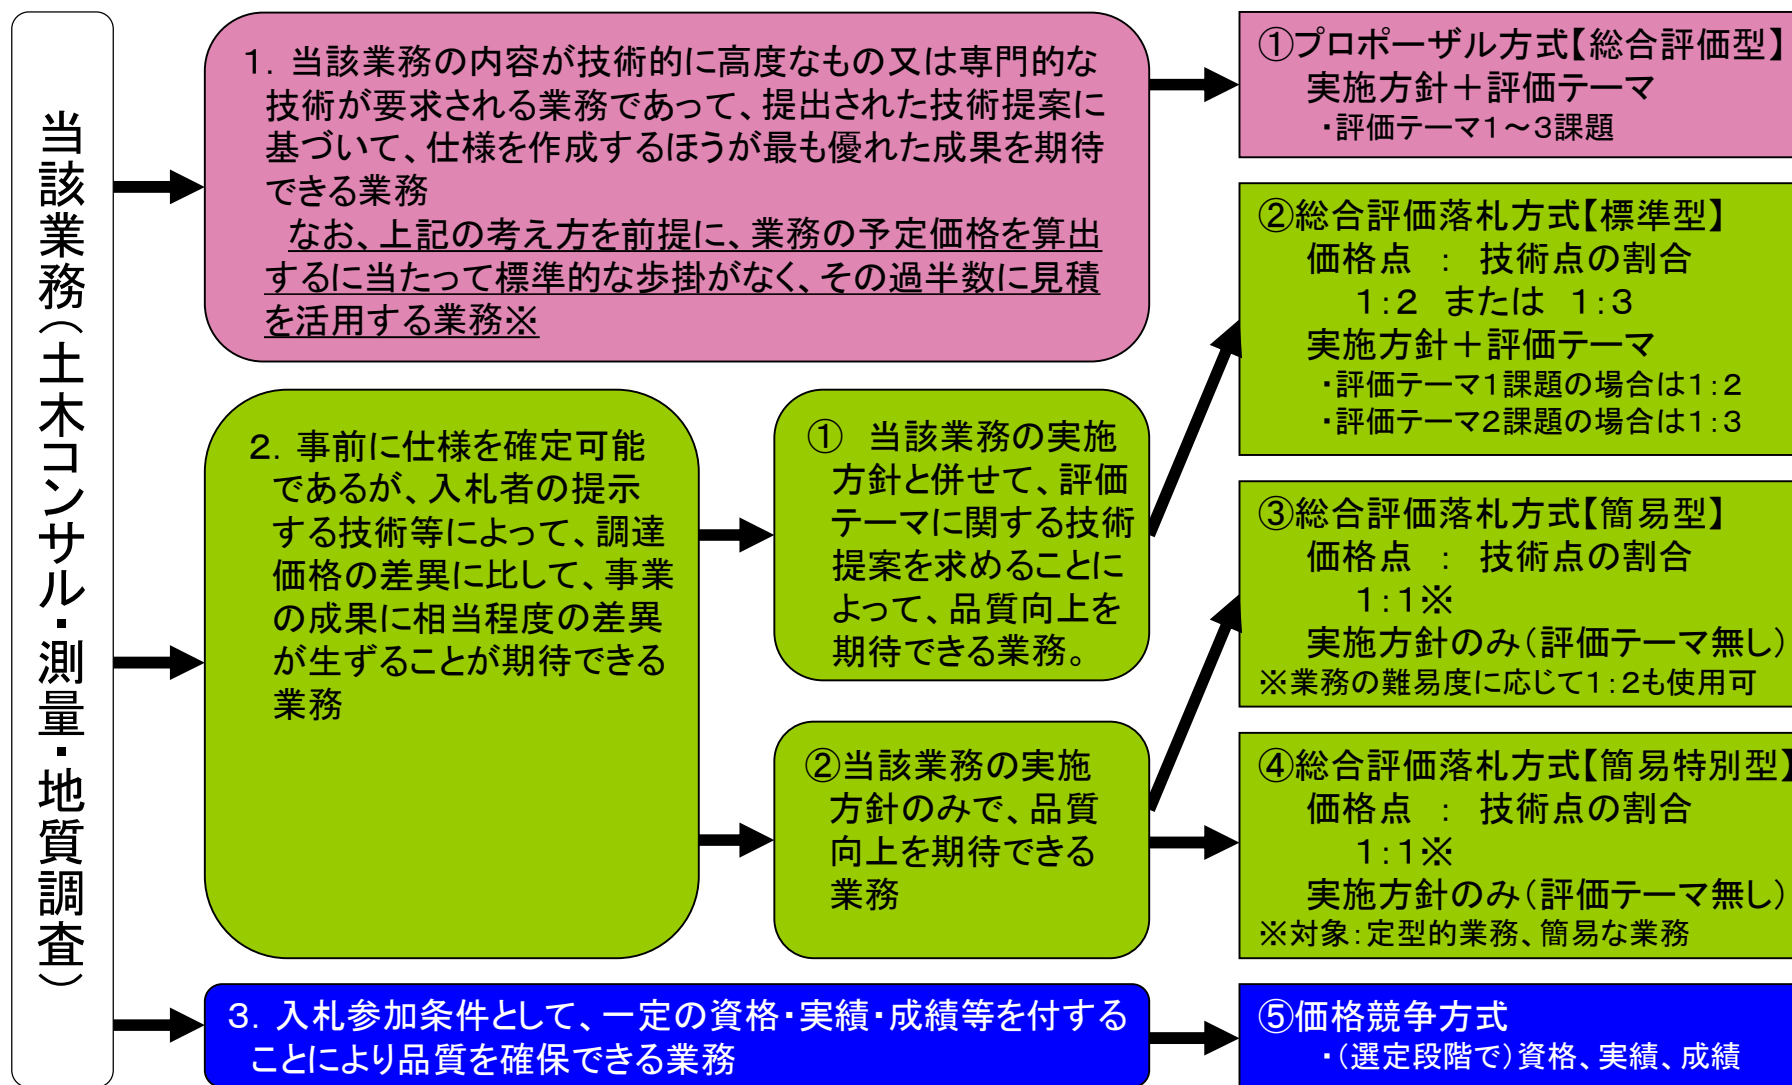 当該業務（土木コンサル・測量・地質調査）
１．当該業務の内容が技術的に高度なもの又は専門的な
技術が要求される業務であって、提出された技術提案に
基づいて、仕様を作成するほうが最も優れた成果を期待
できる業務
なお、上記の考え方を前提に、業務の予定価格を算出
するに当たって標準的な歩掛がなく、その過半数に見積
を活用する業務※
①プロポーザル方式【総合評価型】
実施方針＋評価テーマ
・評価テーマ１～３課題
２．事前に仕様を確定可能
であるが、入札者の提示
する技術等によって、調達
価格の差異に比して、事業
の成果に相当程度の差異
が生ずることが期待できる
業務
①　当該業務の実施
方針と併せて、評価
テーマに関する技術
提案を求めることに
よって、品質向上を
期待できる業務。
②総合評価落札方式【標準型】
価格点　：　技術点の割合
１：２　または　１：３
実施方針＋評価テーマ
・評価テーマ１課題の場合は１：２
・評価テーマ２課題の場合は１：３
②当該業務の実施
方針のみで、品質
向上を期待できる
業務
③総合評価落札方式【簡易型】
価格点　：　技術点の割合
１：１※
実施方針のみ（評価テーマ無し）
※業務の難易度に応じて１：２も使用可
④総合評価落札方式【簡易特別型】
価格点　：　技術点の割合
１：１※
実施方針のみ（評価テーマ無し）
※対象：定型的業務、簡易な業務
３．入札参加条件として、一定の資格・実績・成績等を付する
ことにより品質を確保できる業務
⑤価格競争方式
・（選定段階で）資格、実績、成績